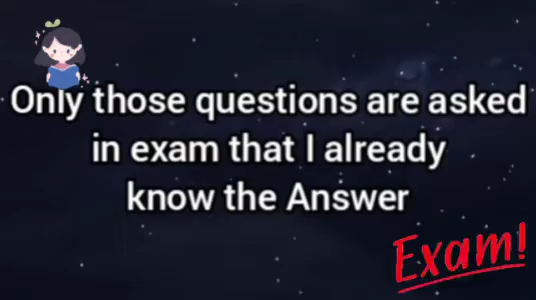 Only those questions are asked
in exam that I already
know the Answer
Exam!